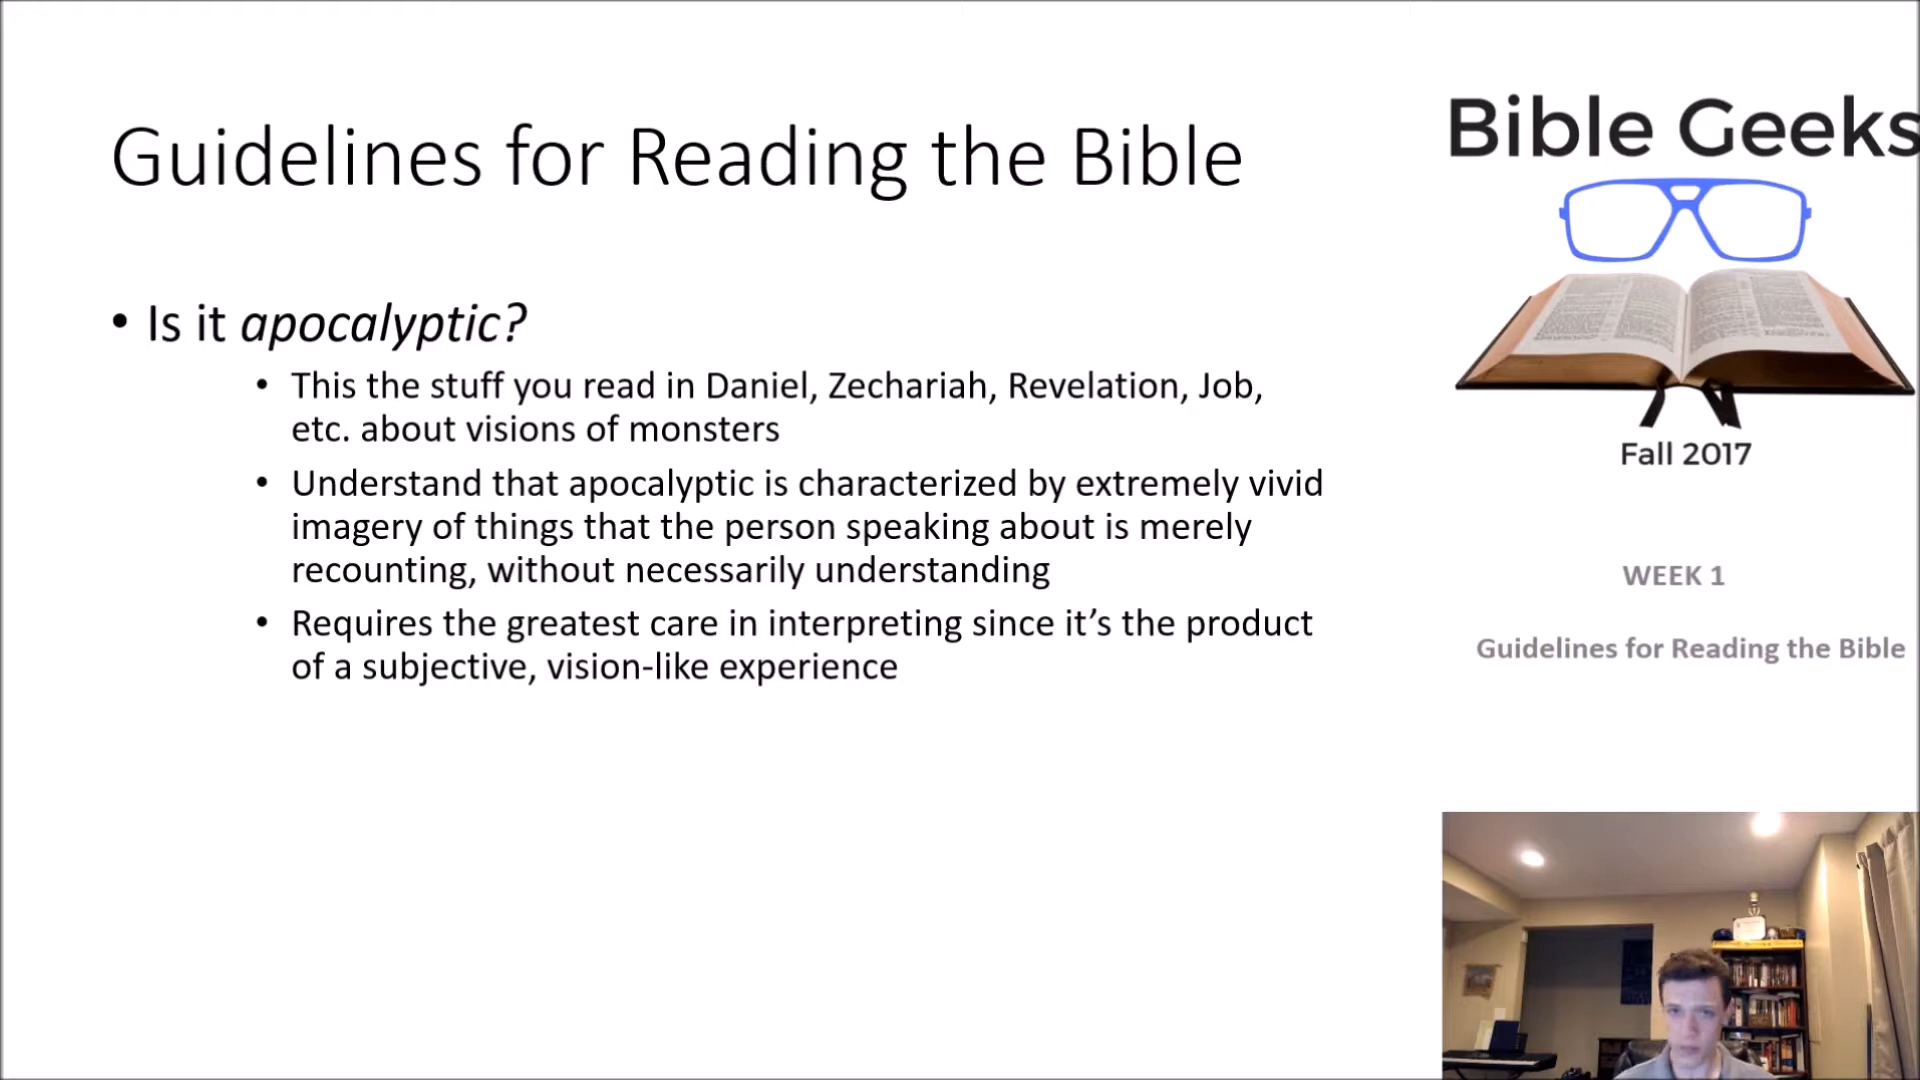 Guidelines for Reading the Bible
• Is it apocalyptic?
• This the stuff you read in Daniel, Zechariah, Revelation, Job,
etc. about visions of monsters
• Understand that apocalyptic is characterized by extremely vivid
imagery of things that the person speaking about is merely
recounting, without necessarily understanding
• Requires the greatest care in interpreting since it’s the product
of a subjective, vision-like experience
Bible Geeks
Fall 2017
WEEK 1
Guidelines for Reading the Bible